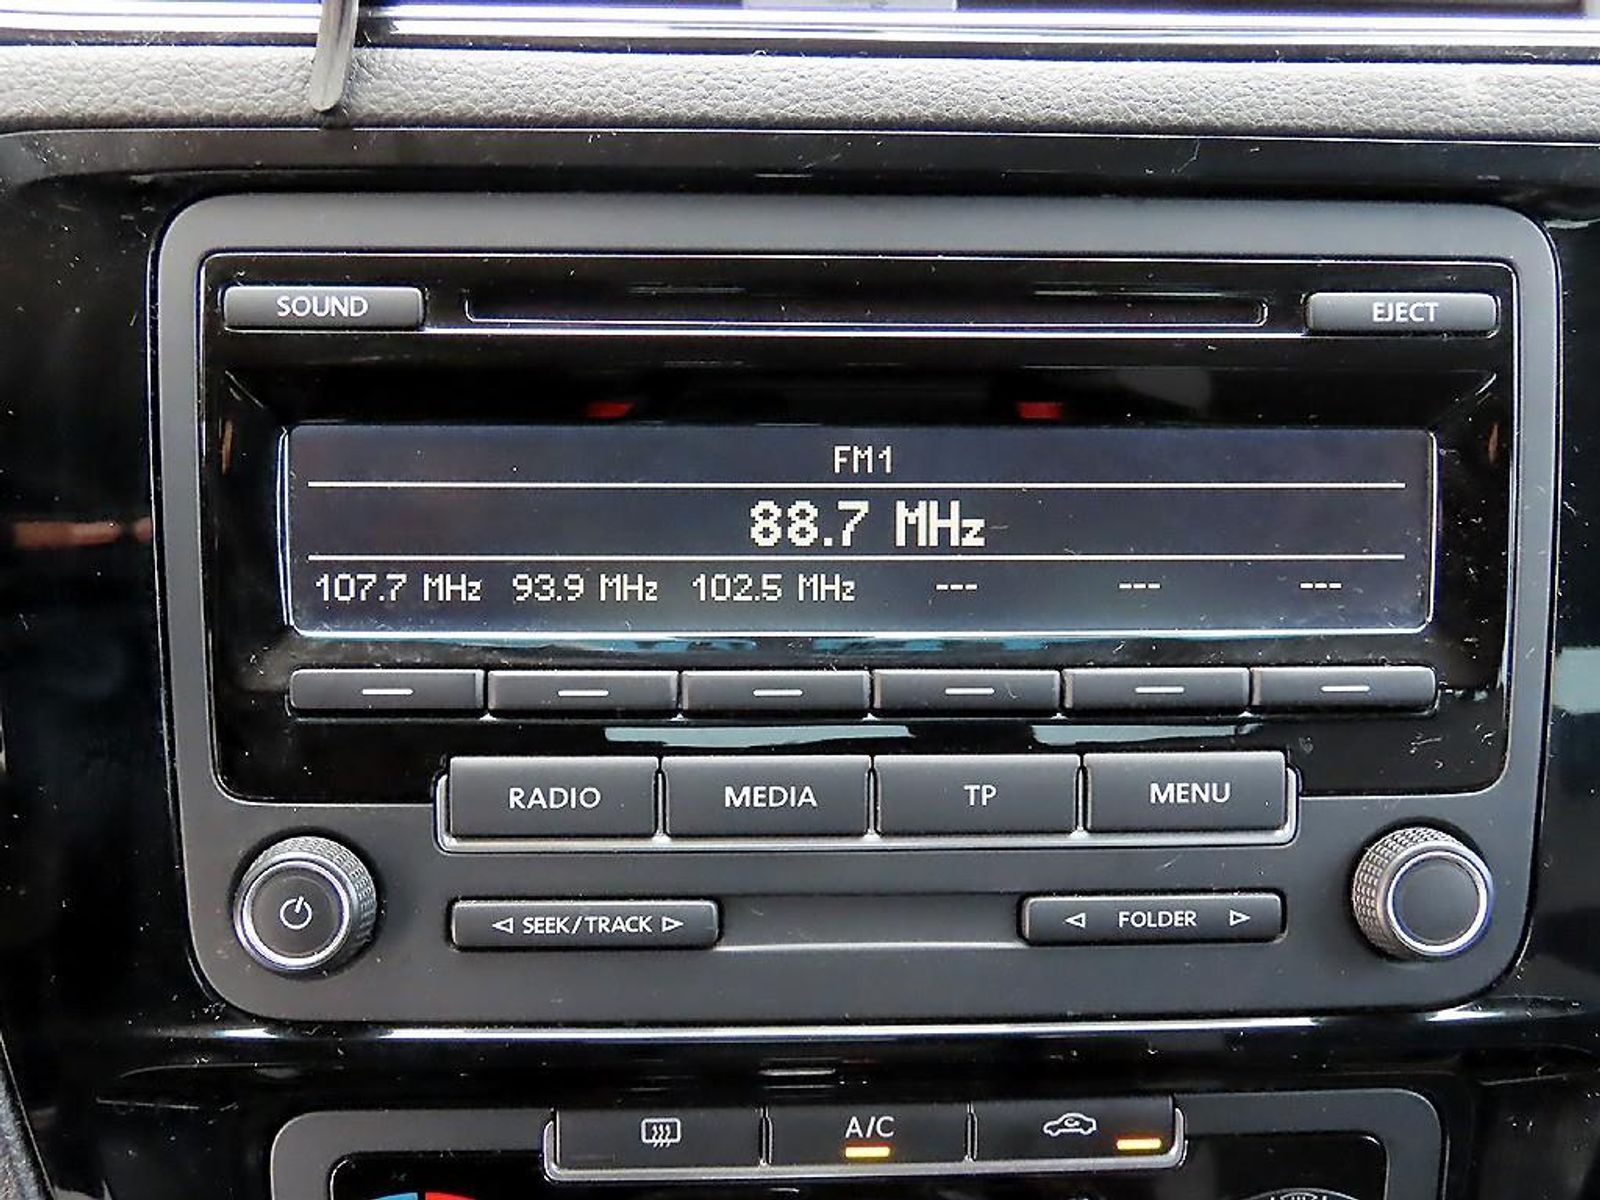 SOUND
EJECT
FM1
88.7 MHz
107.7 MHz 93.9 MHz 102.5 MHz --- --- ---
RADIO MEDIA TP MENU
◁ SEEK/TRACK ▷ ◁ FOLDER ▷
A/C